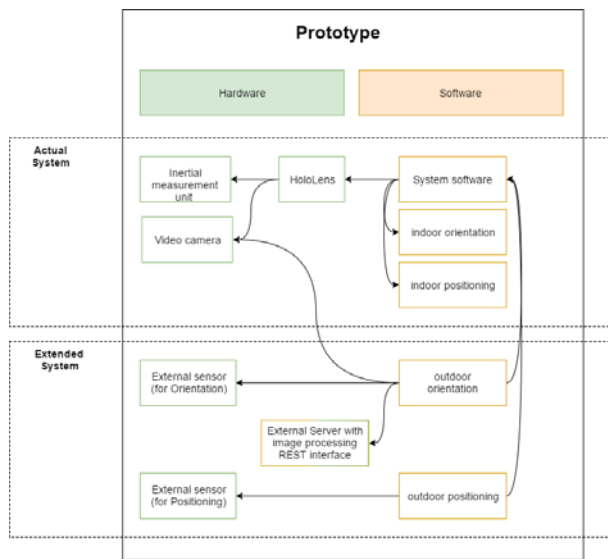 Prototype
Hardware
Software
Actual
System
Inertial
measurement
unit
HoloLens
System software
Video camera
indoor orientation
indoor positioning
Extended
System
External sensor
(for Orientation)
outdoor
orientation
External Server with
image processing
REST interface
External sensor
(for Positioning)
outdoor positioning